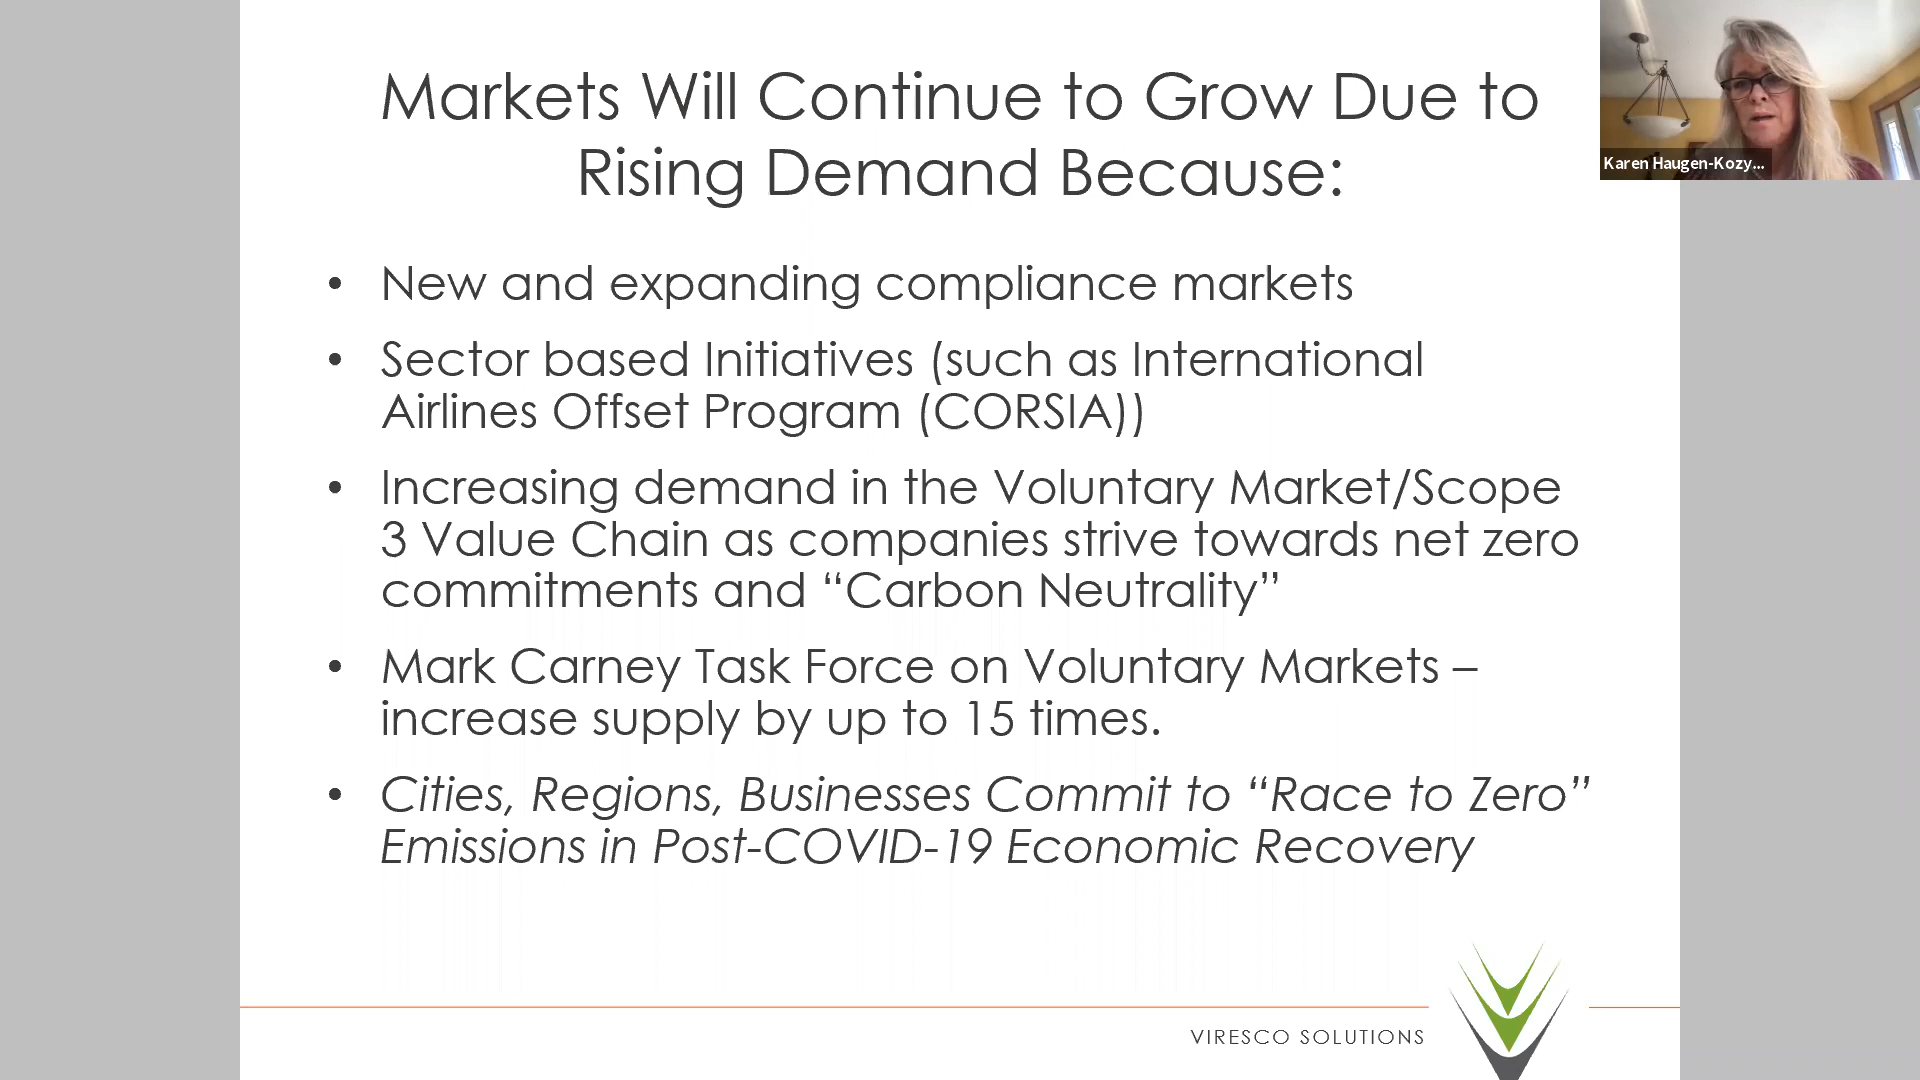 Markets Will Continue to Grow Due to
Rising Demand Because:
Karen Haugen-Kozy...
• New and expanding compliance markets
• Sector based Initiatives (such as International
Airlines Offset Program (CORSIA))
• Increasing demand in the Voluntary Market/Scope
3 Value Chain as companies strive towards net zero
commitments and “Carbon Neutrality”
• Mark Carney Task Force on Voluntary Markets –
increase supply by up to 15 times.
• Cities, Regions, Businesses Commit to “Race to Zero”
Emissions in Post-COVID-19 Economic Recovery
VIRESCO SOLUTIONS